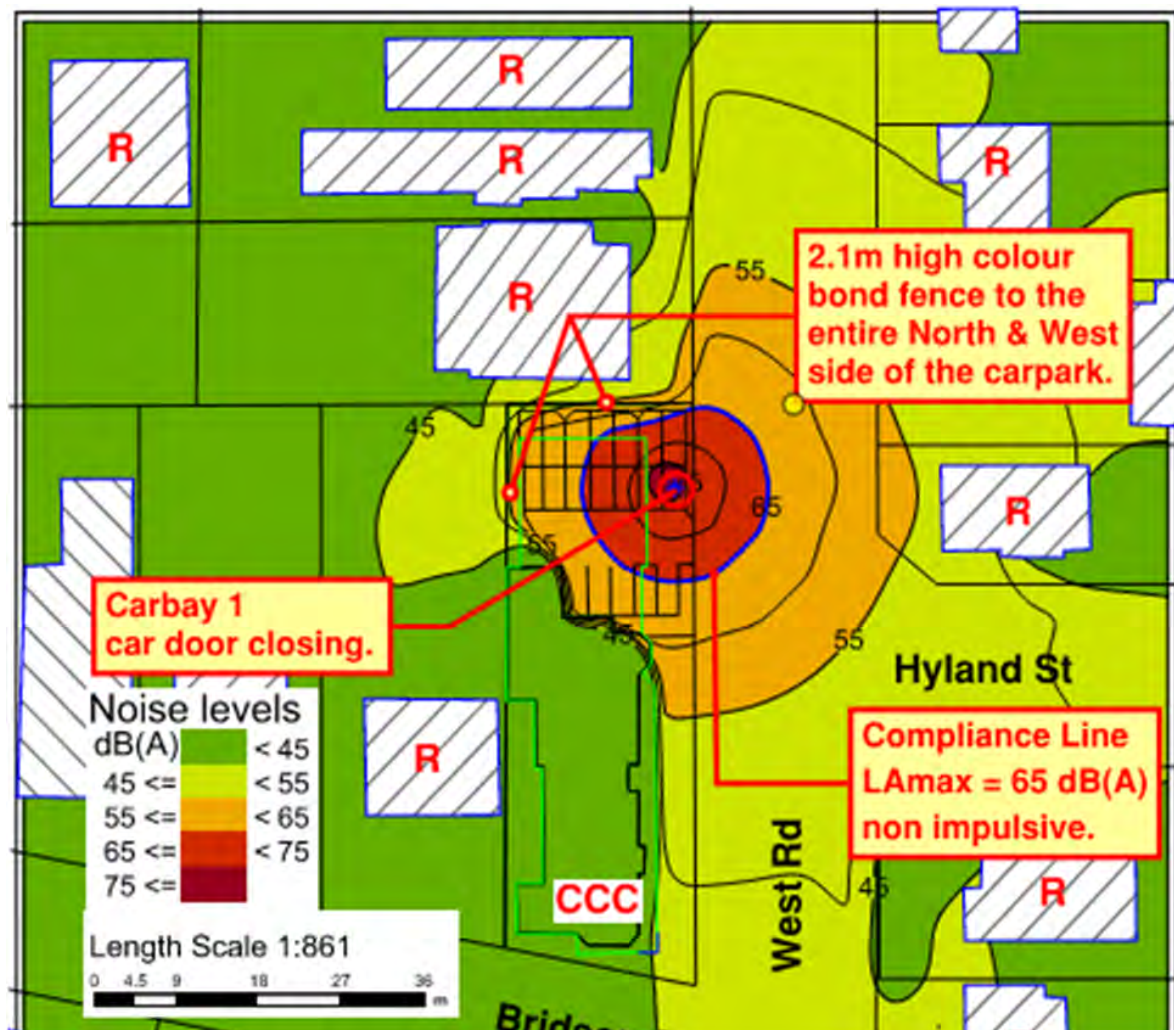 R
R
R
R
R
55
2.1m high colour
bond fence to the
entire North & West
side of the carpark.
45
65
55
R
Carbay 1
car door closing.
45
55
Hyland St
Noise levels
dB(A)
< 45
45 <= < 55
55 <= < 65
65 <= < 75
75 <=
R
Compliance Line
LAmax = 65 dB(A)
non impulsive.
West Rd
CCC
45
R
Length Scale 1:861
0 4.5 9 18 27 36 m